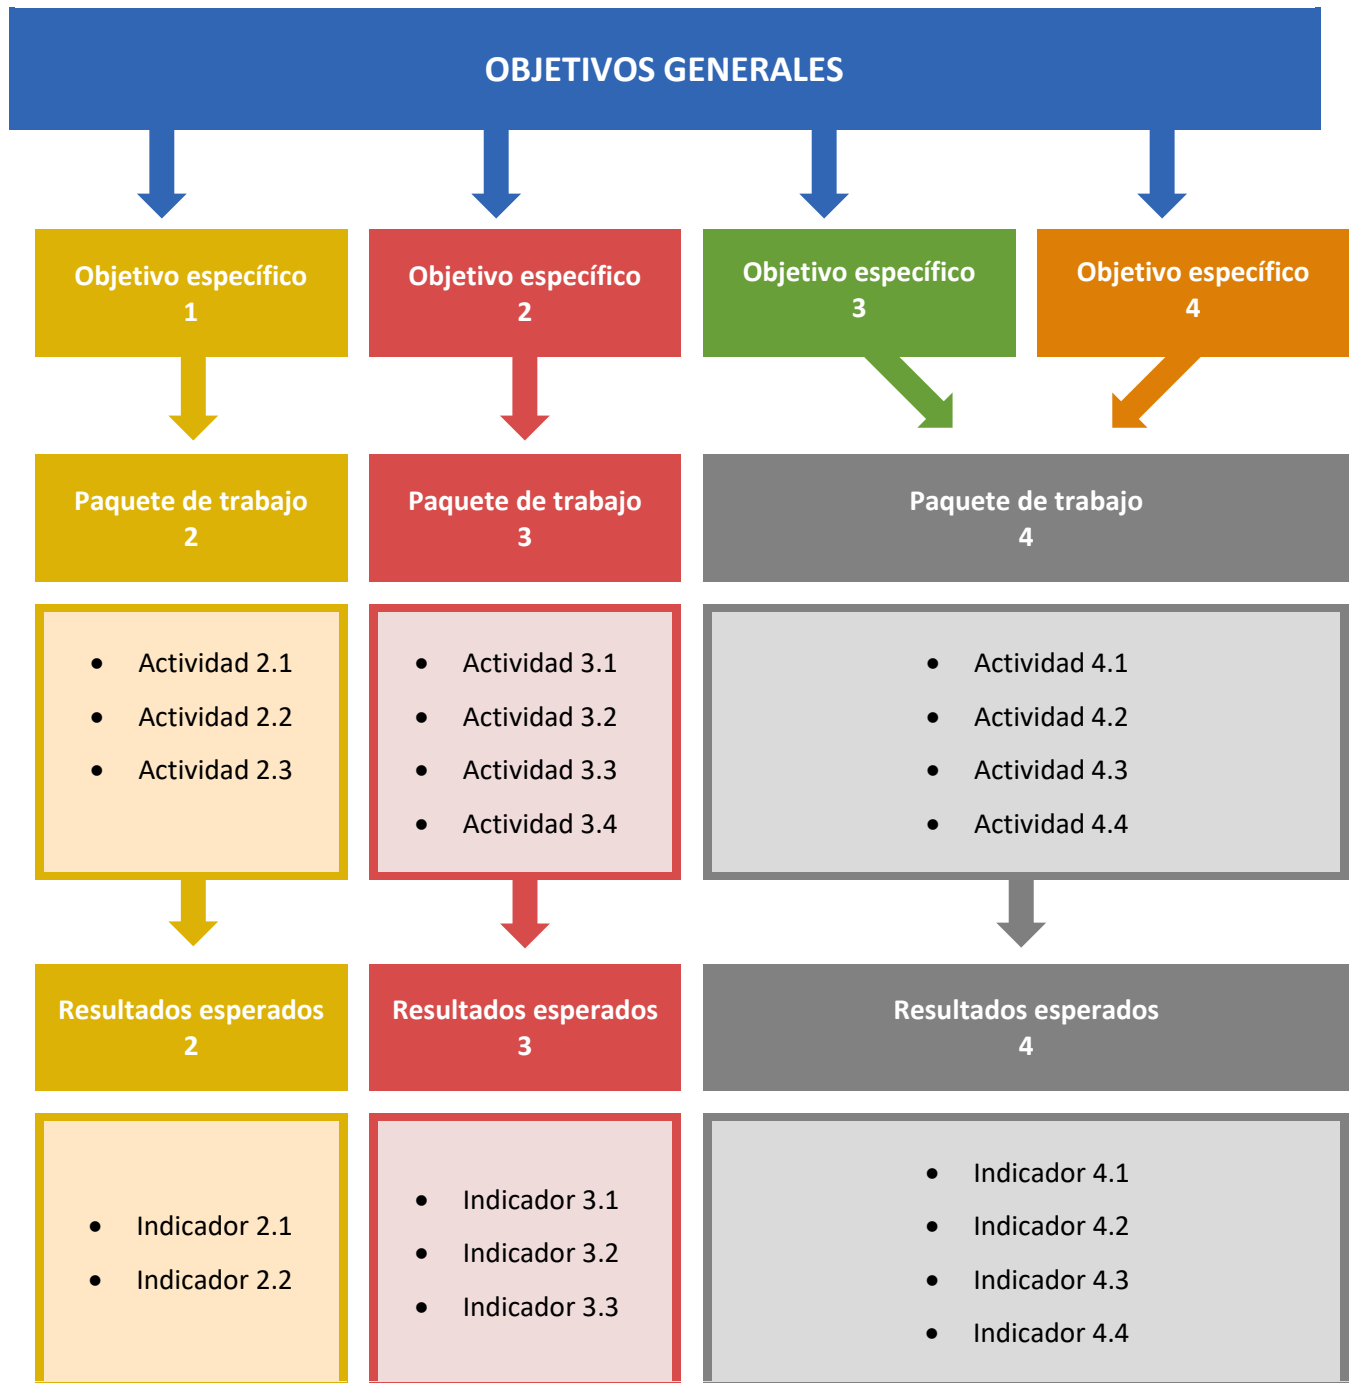 OBJETIVOS GENERALES
Objetivo específico
1
Objetivo específico
2
Objetivo específico
3
Objetivo específico
4
Paquete de trabajo
2
Paquete de trabajo
3
Paquete de trabajo
4
• Actividad 2.1
• Actividad 2.2
• Actividad 2.3
• Actividad 3.1
• Actividad 3.2
• Actividad 3.3
• Actividad 3.4
• Actividad 4.1
• Actividad 4.2
• Actividad 4.3
• Actividad 4.4
Resultados esperados
2
Resultados esperados
3
Resultados esperados
4
• Indicador 2.1
• Indicador 2.2
• Indicador 3.1
• Indicador 3.2
• Indicador 3.3
• Indicador 4.1
• Indicador 4.2
• Indicador 4.3
• Indicador 4.4